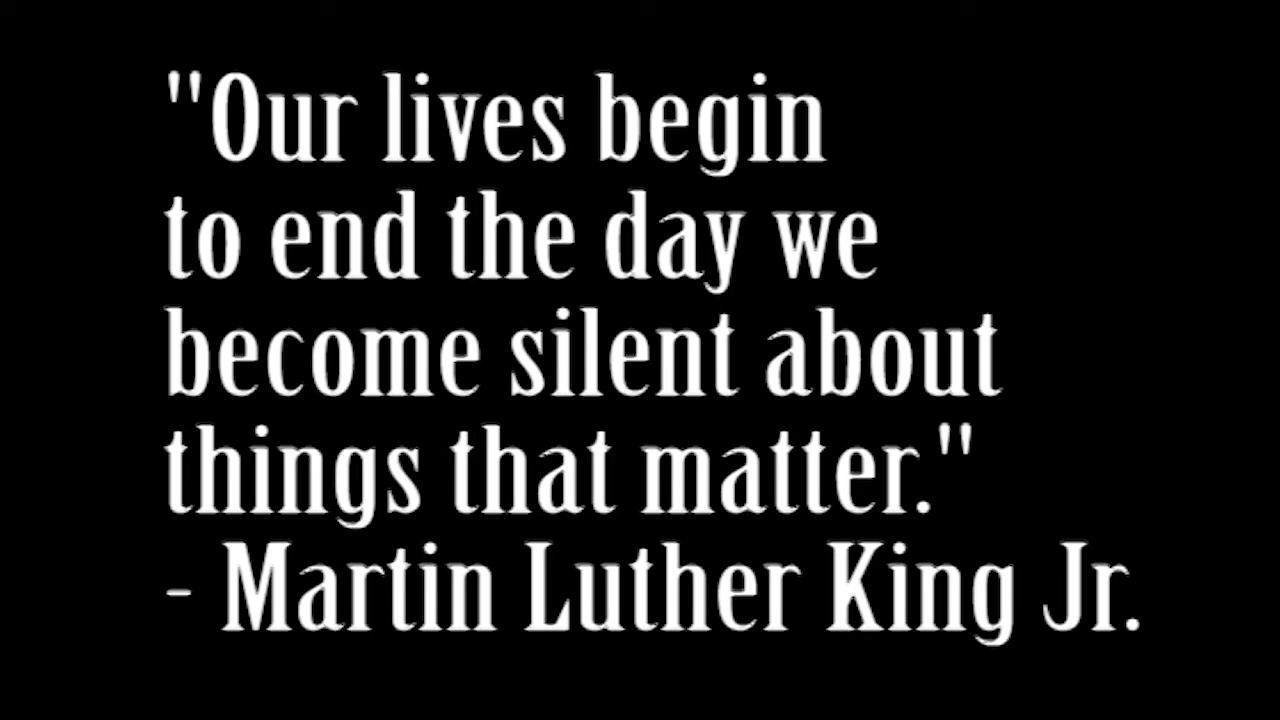 "Our lives begin
to end the day we
become silent about
things that matter."
- Martin Luther King Jr.